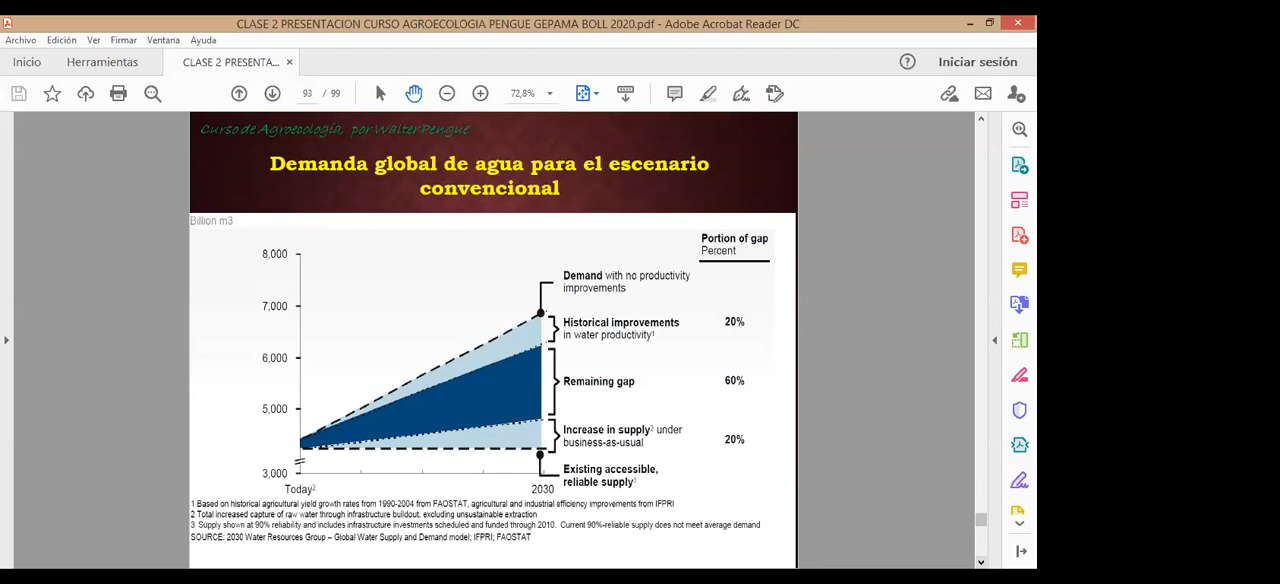 CLASE 2 PRESENTACION CURSO AGROECOLOGIA PENGUE GEPAMA BOLL 2020.pdf - Adobe Acrobat Reader DC
Archivo Edición Ver Firmar Ventana Ayuda
Inicio Herramientas CLASE 2 PRESENTA... × Iniciar sesión
93 / 99 72,8%
Curso de Agroecología, por Walter Pengue
Demanda global de agua para el escenario
convencional
Billion m3
Portion of gap
Percent
8,000
7,000
6,000
5,000
3,000
Today2
2030
Demand with no productivity
improvements
Historical improvements
in water productivity1
20%
Remaining gap
60%
Increase in supply2 under
business-as-usual
20%
Existing accessible,
reliable supply3
1 Based on historical agricultural yield growth rates from 1990-2004 from FAOSTAT, agricultural and industrial efficiency improvements from IFPRI
2 Total increased capture of raw water through infrastructure buildout, excluding unsustainable extraction
3 Supply shown at 90% reliability and includes infrastructure investments scheduled and funded through 2010. Current 90%-reliable supply does not meet average demand
SOURCE: 2030 Water Resources Group – Global Water Supply and Demand model; IFPRI; FAOSTAT